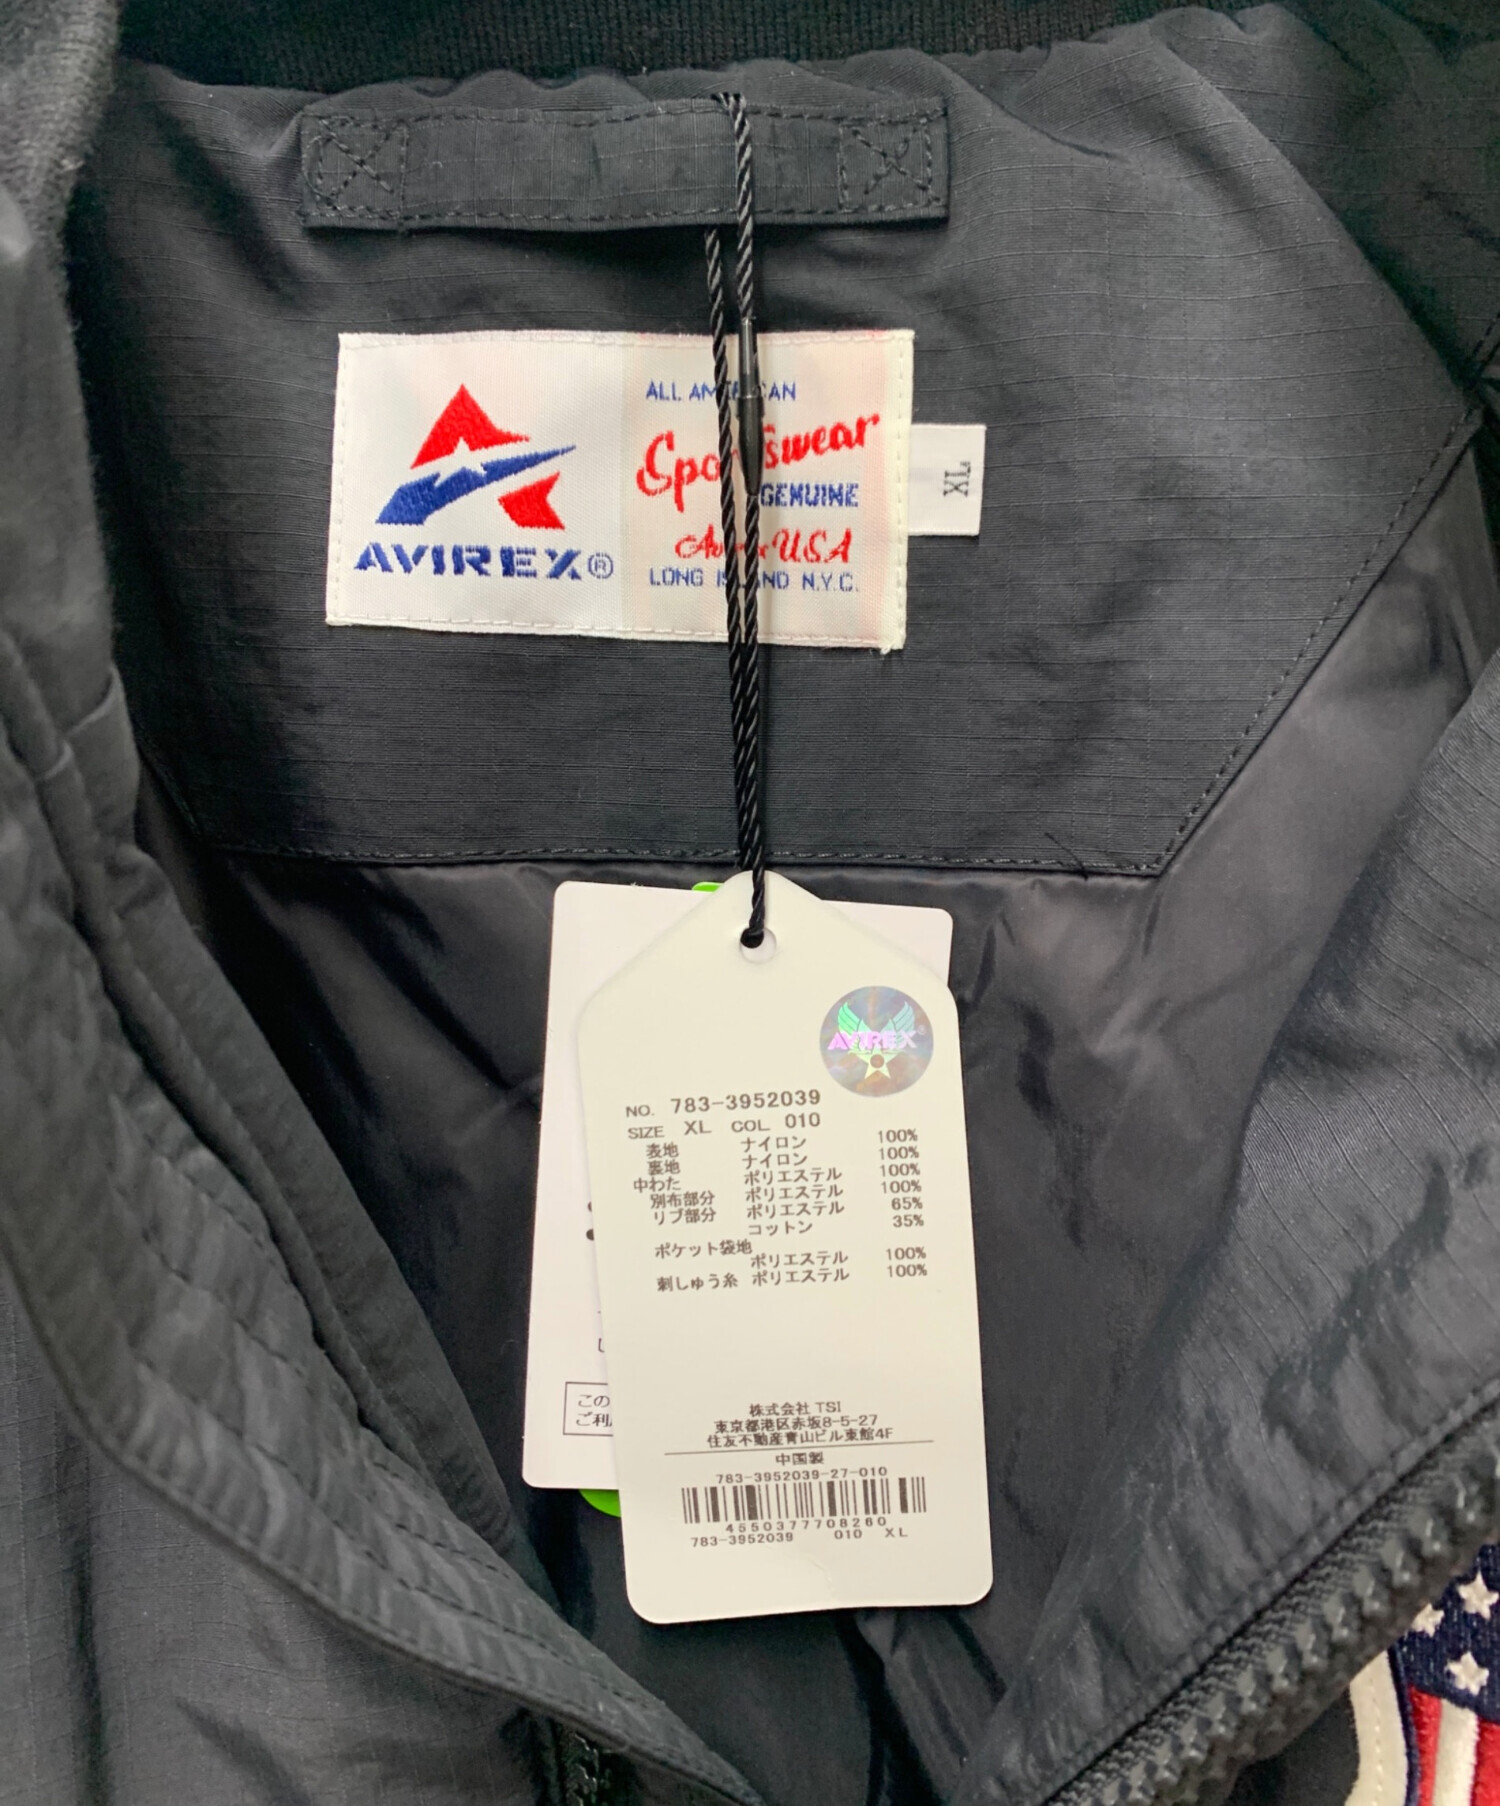 AVIREX®
ALL AMERICAN
Sportswear
GENUINE
Avirex USA
LONG ISLAND N.Y.C.
XL
AVIREX®
NO. 783-3952039
SIZE XL COL 010
表地 ナイロン 100%
裏地 ナイロン 100%
中わた ポリエステル 100%
別布部分 ポリエステル 100%
リブ部分 ポリエステル 65%
コットン 35%
ポケット袋地
ポリエステル 100%
刺しゅう糸 ポリエステル 100%
株式会社 TSI
東京都港区赤坂8-5-27
住友不動産青山ビル東館4F
中国製
783-3952039-27-010
4550377708260
783-3952039 010 XL
この
ご利